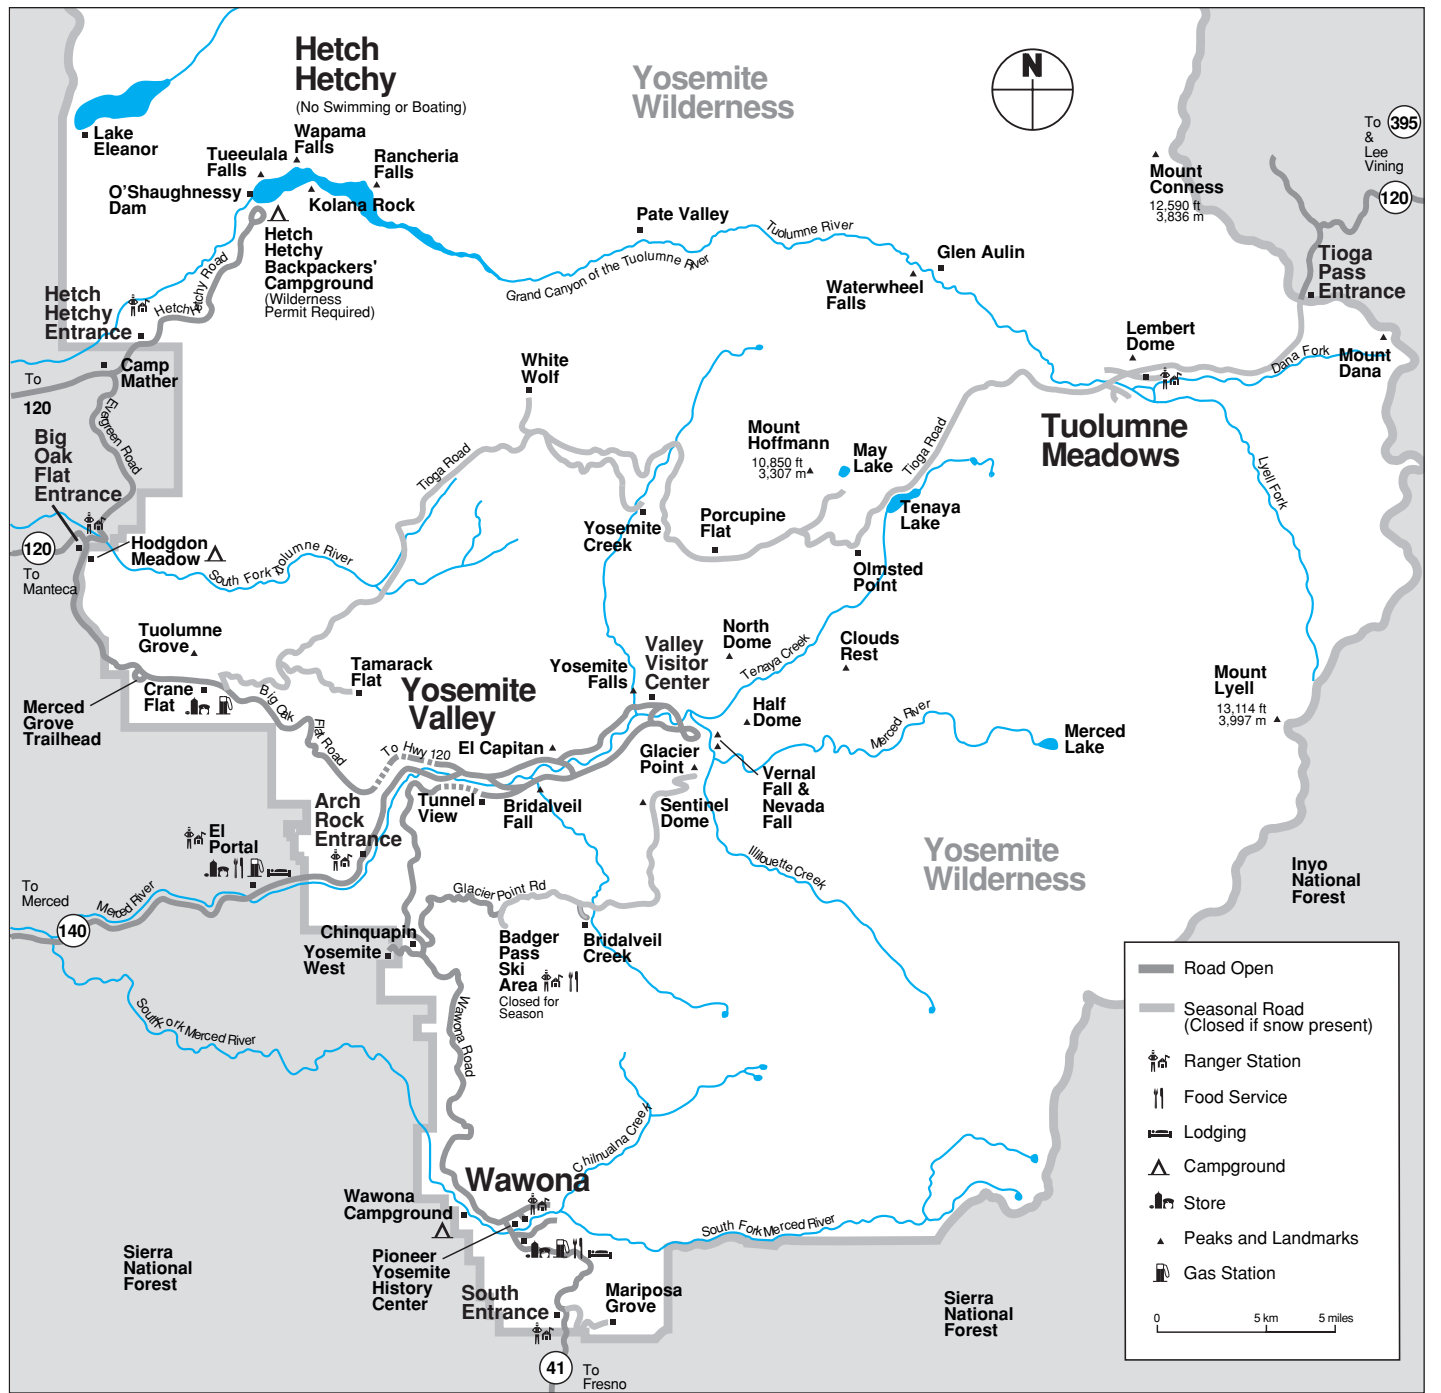 Hetch
Hetchy
(No Swimming or Boating)
Yosemite
Wilderness
N
To
395
&
Lee
Vining
120
Lake
Eleanor
Wapama
Falls
Tueeulala
Falls
Rancheria
Falls
O'Shaughnessy
Dam
Kolana Rock
Mount
Conness
12,590 ft
3,836 m
Pate Valley
Tuolumne River
Grand Canyon of the Tuolumne River
Glen Aulin
Waterwheel
Falls
Tioga
Pass
Entrance
Hetch
Hetchy
Backpackers'
Campground
(Wilderness
Permit Required)
Hetch Hetchy Road
Hetch
Hetchy
Entrance
Camp
Mather
To
120
Evergreen Road
Big
Oak
Flat
Entrance
White
Wolf
Lembert
Dome
Dana Fork
Mount
Dana
Tuolumne
Meadows
Mount
Hoffmann
10,850 ft
3,307 m
May
Lake
Tioga Road
Tioga Road
Lyell Fork
Tenaya
Lake
Yosemite
Creek
Porcupine
Flat
Olmsted
Point
120
To
Manteca
Hodgdon
Meadow
South Fork Tuolumne River
Tuolumne
Grove
Merced
Grove
Trailhead
Crane
Flat
Big Oak
Flat Road
Tamarack
Flat
Yosemite
Valley
Yosemite
Falls
Valley
Visitor
Center
North
Dome
Tenaya Creek
Clouds
Rest
Half
Dome
Merced River
Merced
Lake
Mount
Lyell
13,114 ft
3,997 m
To Hwy 120
El Capitan
Glacier
Point
Vernal
Fall &
Nevada
Fall
Sentinel
Dome
Tunnel
View
Bridalveil
Fall
Arch
Rock
Entrance
El
Portal
To
Merced
140
Merced River
Illilouette Creek
Yosemite
Wilderness
Inyo
National
Forest
Glacier Point Rd
Chinquapin
Yosemite
West
Badger
Pass
Ski
Area
Closed for
Season
Bridalveil
Creek
South Fork Merced River
Wawona Road
Chilnualna Creek
Wawona
Wawona
Campground
Pioneer
Yosemite
History
Center
South Fork Merced River
South
Entrance
Mariposa
Grove
41
To
Fresno
Sierra
National
Forest
Sierra
National
Forest
Road Open
Seasonal Road
(Closed if snow present)
Ranger Station
Food Service
Lodging
Campground
Store
Peaks and Landmarks
Gas Station
0
5 km
5 miles